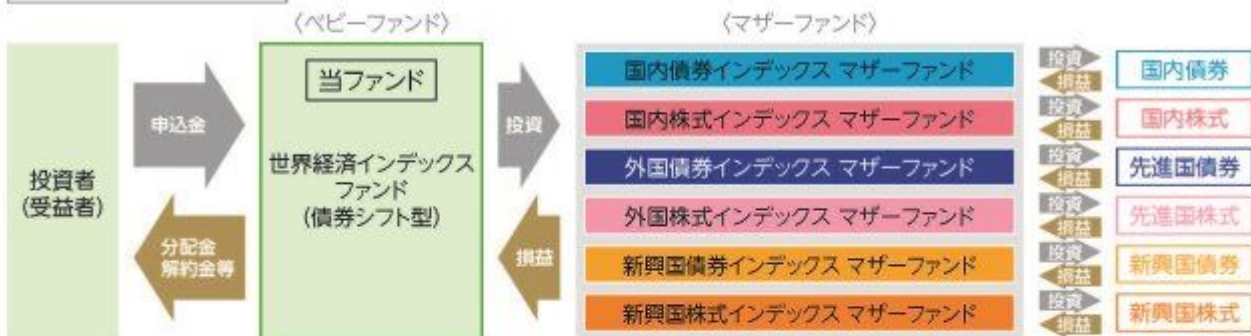 〈ベビーファンド〉
〈マザーファンド〉
投資者
(受益者)
申込金
分配金
解約金等
当ファンド
世界経済インデックス
ファンド
(債券シフト型)
投資
損益
国内債券インデックス マザーファンド
投資
損益
国内債券
国内株式インデックス マザーファンド
投資
損益
国内株式
外国債券インデックス マザーファンド
投資
損益
先進国債券
外国株式インデックス マザーファンド
投資
損益
先進国株式
新興国債券インデックス マザーファンド
投資
損益
新興国債券
新興国株式インデックス マザーファンド
投資
損益
新興国株式